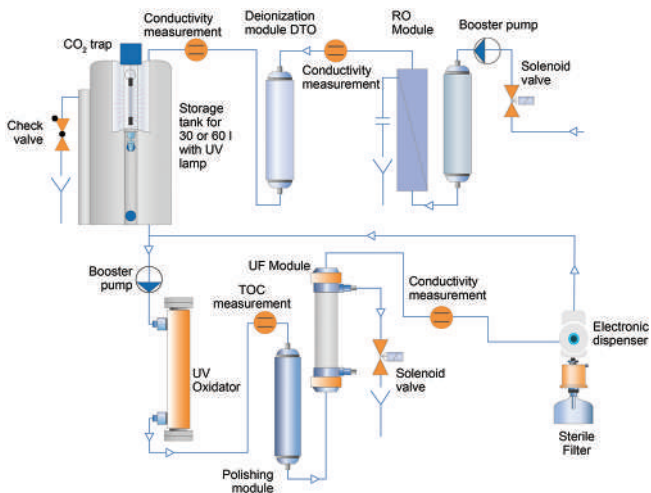 Conductivity
measurement
CO₂ trap
Deionization
module DTO
RO
Module
Booster pump
Conductivity
measurement
Solenoid
valve
Check
valve
Storage
tank for
30 or 60 l
with UV
lamp
Booster
pump
UF Module
TOC
measurement
Conductivity
measurement
Electronic
dispenser
UV
Oxidator
Solenoid
valve
Polishing
module
Sterile
Filter